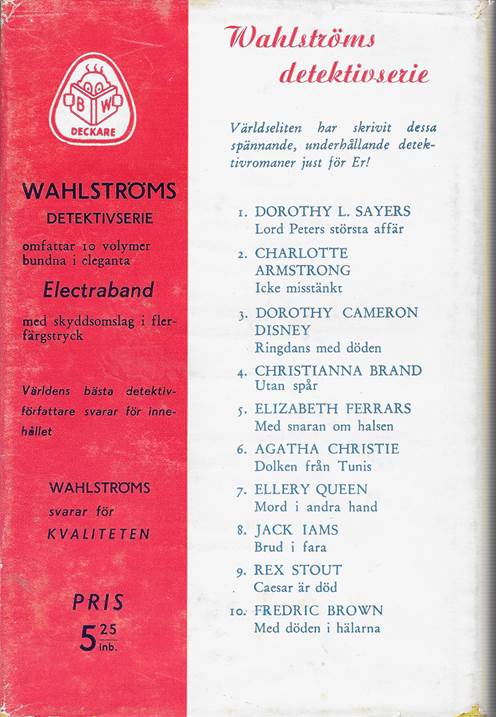 B W
DECKARE
WAHLSTRÖMS
DETEKTIVSERIE
omfattar 10 volymer
bundna i eleganta
Electraband
med skyddsomslag i fler-
färgstryck
Världens bästa detektiv-
författare svarar för inne-
hållet
WAHLSTRÖMS
svarar för
KVALITETEN
PRIS
5 25
inb.
Wahlströms
detektivserie
Världseliten har skrivit dessa
spännande, underhållande detek-
tivromaner just för Er!
1. DOROTHY L. SAYERS
Lord Peters största affär
2. CHARLOTTE
ARMSTRONG
Icke misstänkt
3. DOROTHY CAMERON
DISNEY
Ringdans med döden
4. CHRISTIANNA BRAND
Utan spår
5. ELIZABETH FERRARS
Med snaran om halsen
6. AGATHA CHRISTIE
Dolken från Tunis
7. ELLERY QUEEN
Mord i andra hand
8. JACK IAMS
Brud i fara
9. REX STOUT
Caesar är död
10. FREDRIC BROWN
Med döden i hälarna